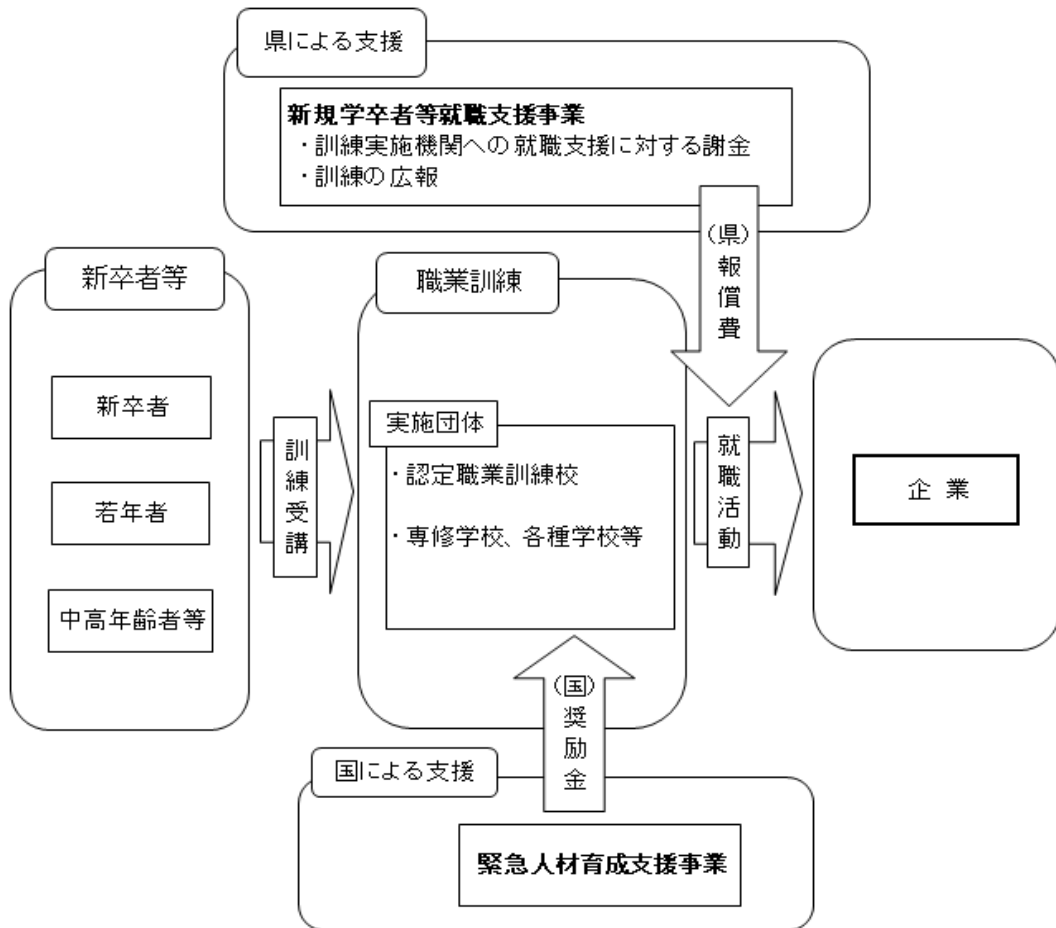 県による支援
新規学卒者等就職支援事業
・訓練実施機関への就職支援に対する謝金
・訓練の広報
(県)報償費
新卒者等
新卒者
若年者
中高年齢者等
訓練受講
職業訓練
実施団体
・認定職業訓練校
・専修学校、各種学校等
就職活動
企業
(国)奨励金
国による支援
緊急人材育成支援事業